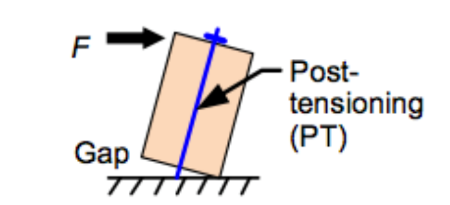 F
Post-
tensioning
(PT)
Gap